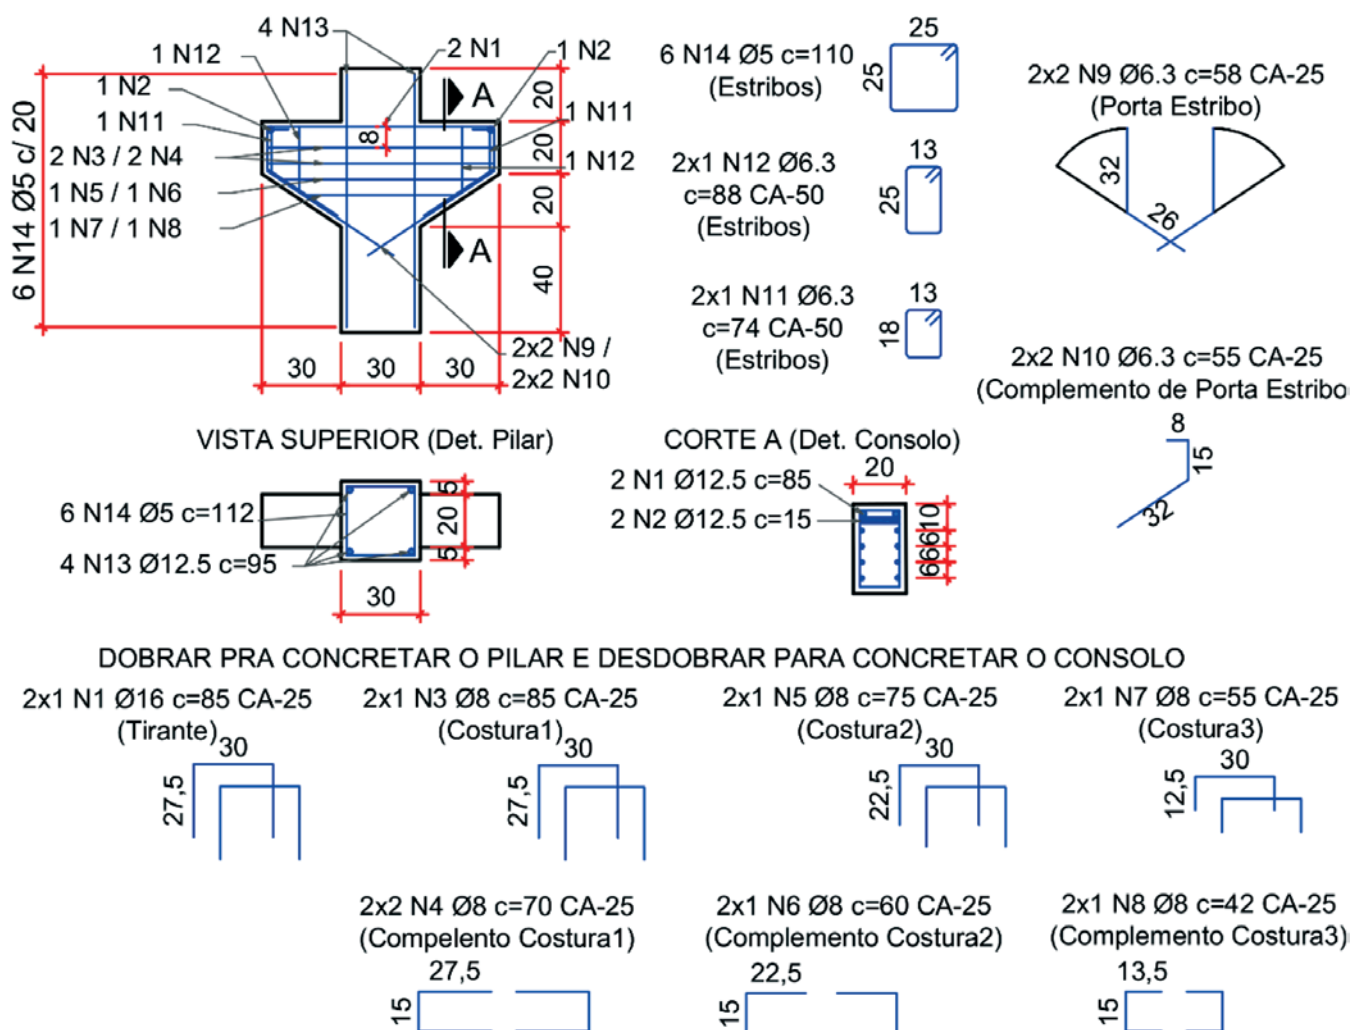 4 N13
1 N12
2 N1
1 N2
1 N2
1 N11
1 N11
2 N3 / 2 N4
1 N12
1 N5 / 1 N6
1 N7 / 1 N8
6 N14 Ø5 c/ 20
A
A
8
20
20
20
40
30
30
30
2x2 N9 /
2x2 N10
6 N14 Ø5 c=110
(Estribos)
25
25
2x1 N12 Ø6.3
c=88 CA-50
(Estribos)
13
25
2x1 N11 Ø6.3
c=74 CA-50
(Estribos)
13
18
2x2 N9 Ø6.3 c=58 CA-25
(Porta Estribo)
32
26
2x2 N10 Ø6.3 c=55 CA-25
(Complemento de Porta Estribo
8
15
32
VISTA SUPERIOR (Det. Pilar)
6 N14 Ø5 c=112
4 N13 Ø12.5 c=95
5
20
5
30
CORTE A (Det. Consolo)
2 N1 Ø12.5 c=85
2 N2 Ø12.5 c=15
20
10
6
6
6
DOBRAR PRA CONCRETAR O PILAR E DESDOBRAR PARA CONCRETAR O CONSOLO
2x1 N1 Ø16 c=85 CA-25
(Tirante)
30
27,5
2x1 N3 Ø8 c=85 CA-25
(Costura1)
30
27,5
2x1 N5 Ø8 c=75 CA-25
(Costura2)
30
22,5
2x1 N7 Ø8 c=55 CA-25
(Costura3)
30
12,5
2x2 N4 Ø8 c=70 CA-25
(Compelento Costura1)
27,5
15
2x1 N6 Ø8 c=60 CA-25
(Complemento Costura2)
22,5
15
2x1 N8 Ø8 c=42 CA-25
(Complemento Costura3)
13,5
15